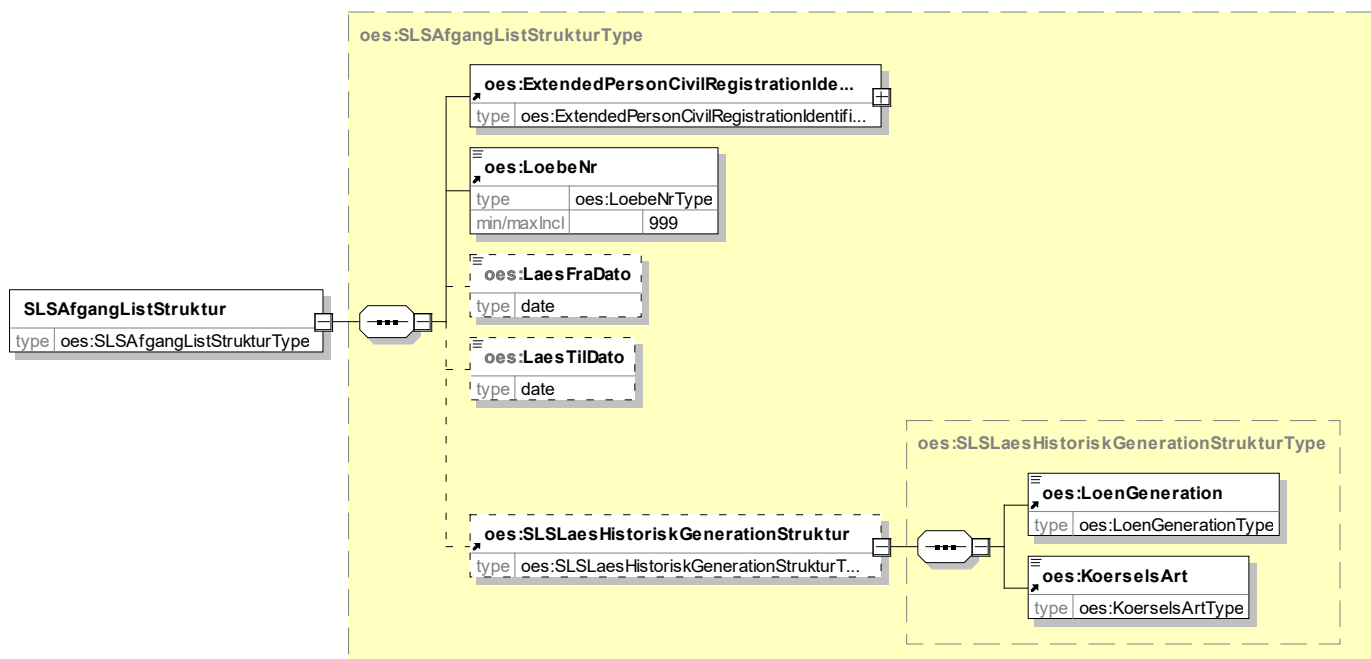 oes:SLSAfgangListStrukturType
oes:ExtendedPersonCivilRegistrationIde...
type oes:ExtendedPersonCivilRegistrationIdentifi...
oes:LoebeNr
type oes:LoebeNrType
min/maxIncl 999
oes:LaesFraDato
type date
SLSAfgangListStruktur
type oes:SLSAfgangListStrukturType
oes:LaesTilDato
type date
oes:SLSLaesHistoriskGenerationStruktur
type oes:SLSLaesHistoriskGenerationStrukturT...
oes:SLSLaesHistoriskGenerationStrukturType
oes:LoenGeneration
type oes:LoenGenerationType
oes:KoerselsArt
type oes:KoerselsArtType